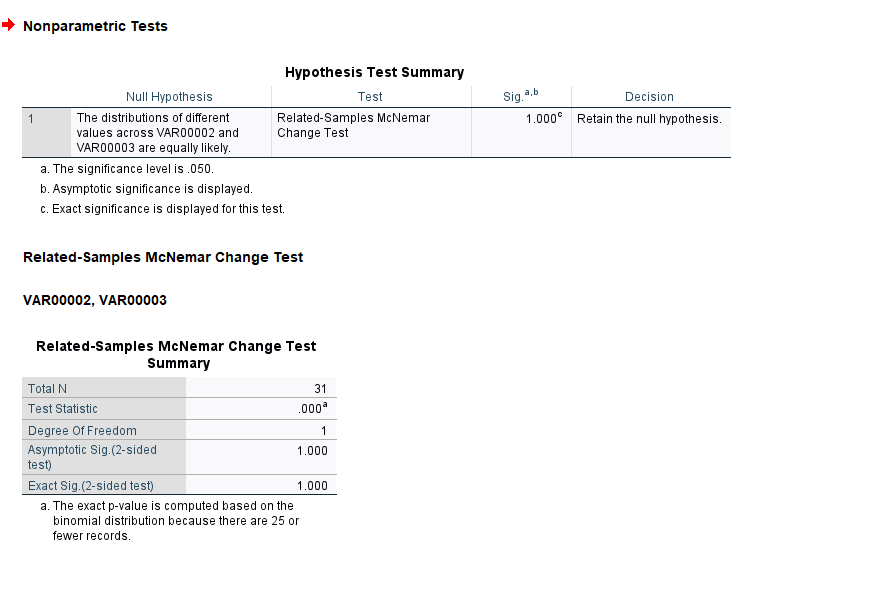 Nonparametric Tests
Hypothesis Test Summary
Null Hypothesis Test Sig.a,b Decision
1 The distributions of different values across VAR00002 and VAR00003 are equally likely. Related-Samples McNemar Change Test 1.000c Retain the null hypothesis.
a. The significance level is .050.
b. Asymptotic significance is displayed.
c. Exact significance is displayed for this test.
Related-Samples McNemar Change Test
VAR00002, VAR00003
Related-Samples McNemar Change Test
Summary
Total N 31
Test Statistic .000a
Degree Of Freedom 1
Asymptotic Sig.(2-sided test) 1.000
Exact Sig.(2-sided test) 1.000
a. The exact p-value is computed based on the
binomial distribution because there are 25 or
fewer records.